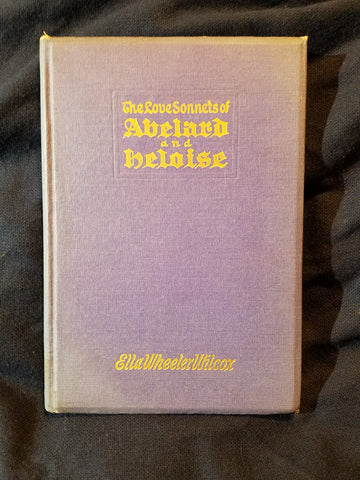 The Love Sonnets of
Abelard
and
Heloise
Ella Wheeler Wilcox